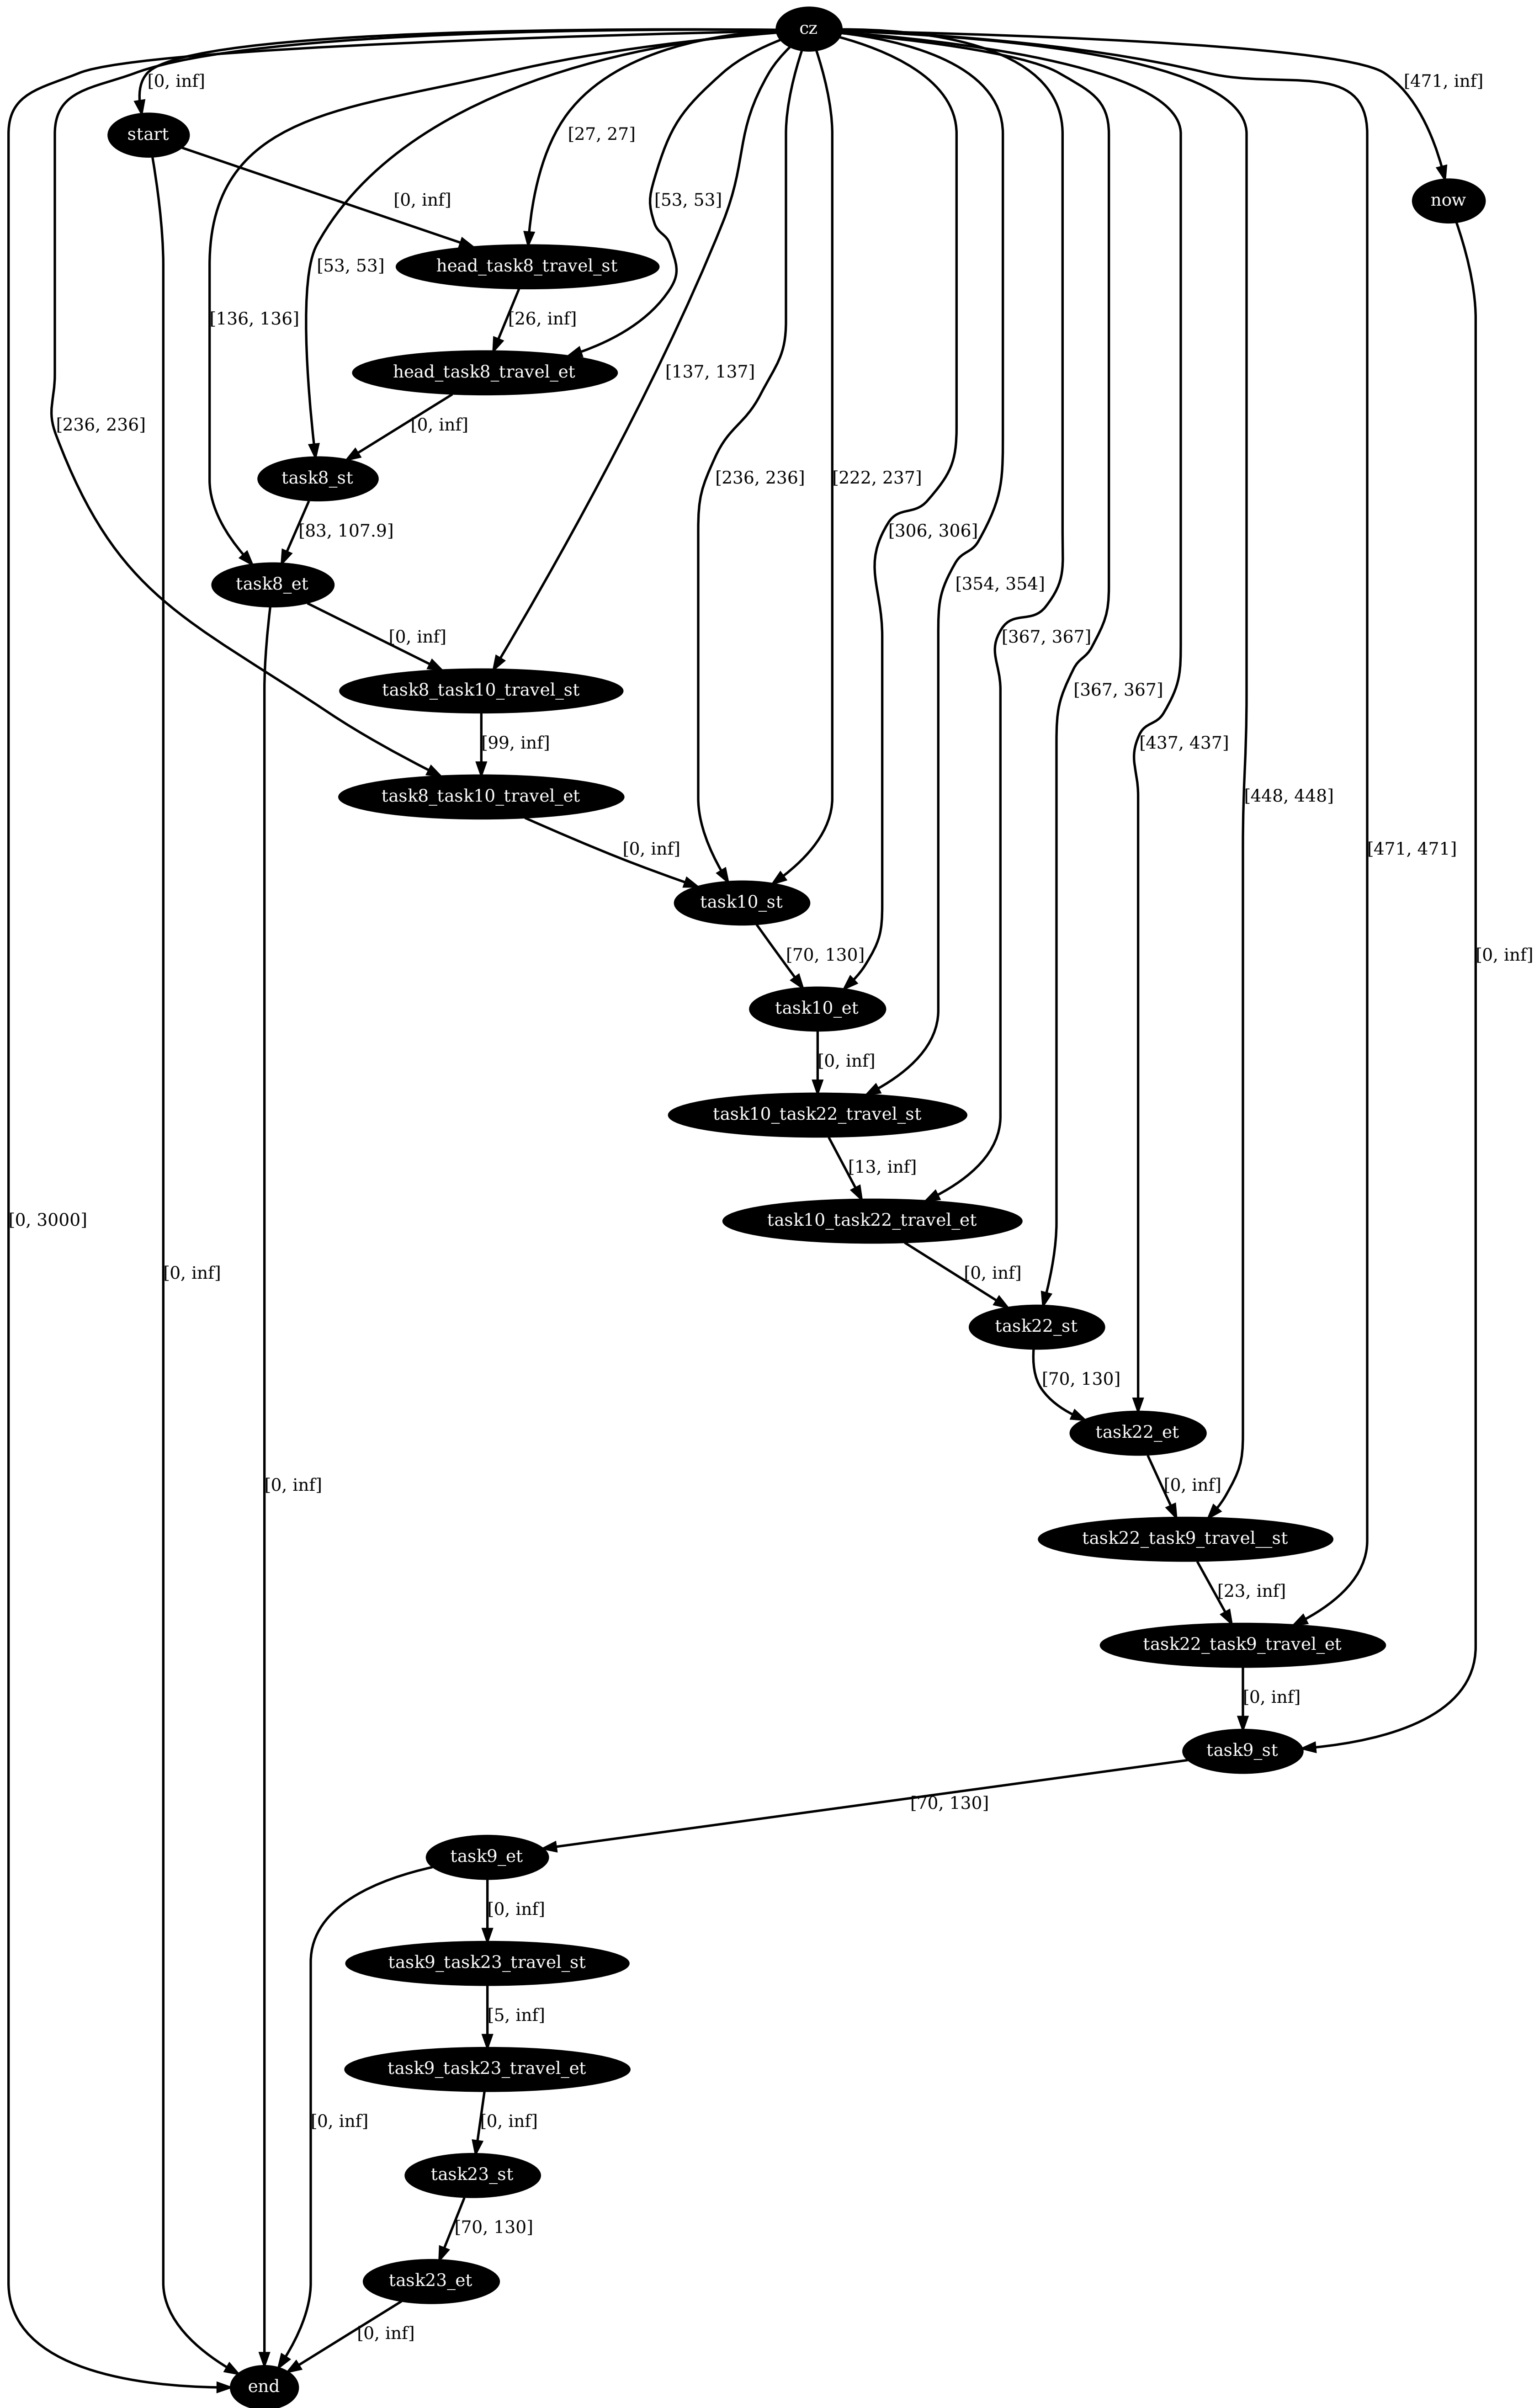 cz
[0, inf]
[471, inf]
start
[27, 27]
now
[0, inf]
[53, 53]
head_task8_travel_st
[53, 53]
[136, 136]
[26, inf]
head_task8_travel_et
[137, 137]
[236, 236]
[0, inf]
task8_st
[236, 236]
[222, 237]
[83, 107.9]
[306, 306]
task8_et
[354, 354]
[0, inf]
[367, 367]
task8_task10_travel_st
[367, 367]
[99, inf]
[437, 437]
task8_task10_travel_et
[448, 448]
[0, inf]
[471, 471]
task10_st
[70, 130]
[0, inf]
task10_et
[0, inf]
task10_task22_travel_st
[13, inf]
task10_task22_travel_et
[0, 3000]
[0, inf]
[0, inf]
task22_st
[70, 130]
task22_et
[0, inf]
[0, inf]
task22_task9_travel__st
[23, inf]
task22_task9_travel_et
[0, inf]
task9_st
[70, 130]
task9_et
[0, inf]
task9_task23_travel_st
[5, inf]
task9_task23_travel_et
[0, inf]
[0, inf]
task23_st
[70, 130]
task23_et
[0, inf]
end